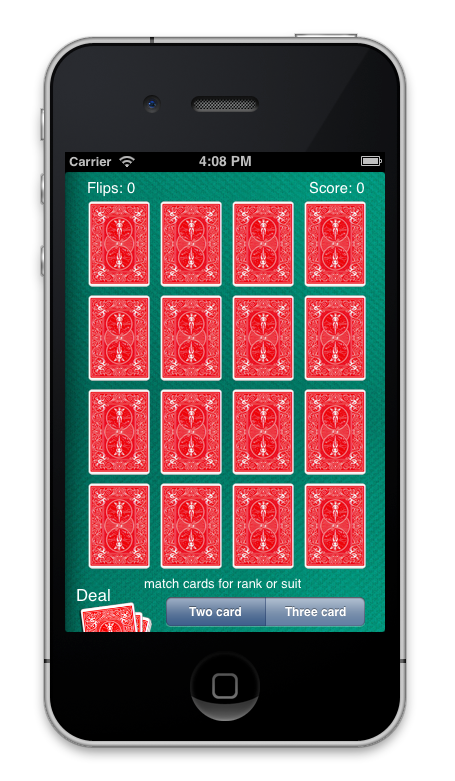 Carrier 4:08 PM
Flips: 0 Score: 0
match cards for rank or suit
Deal
Two card Three card